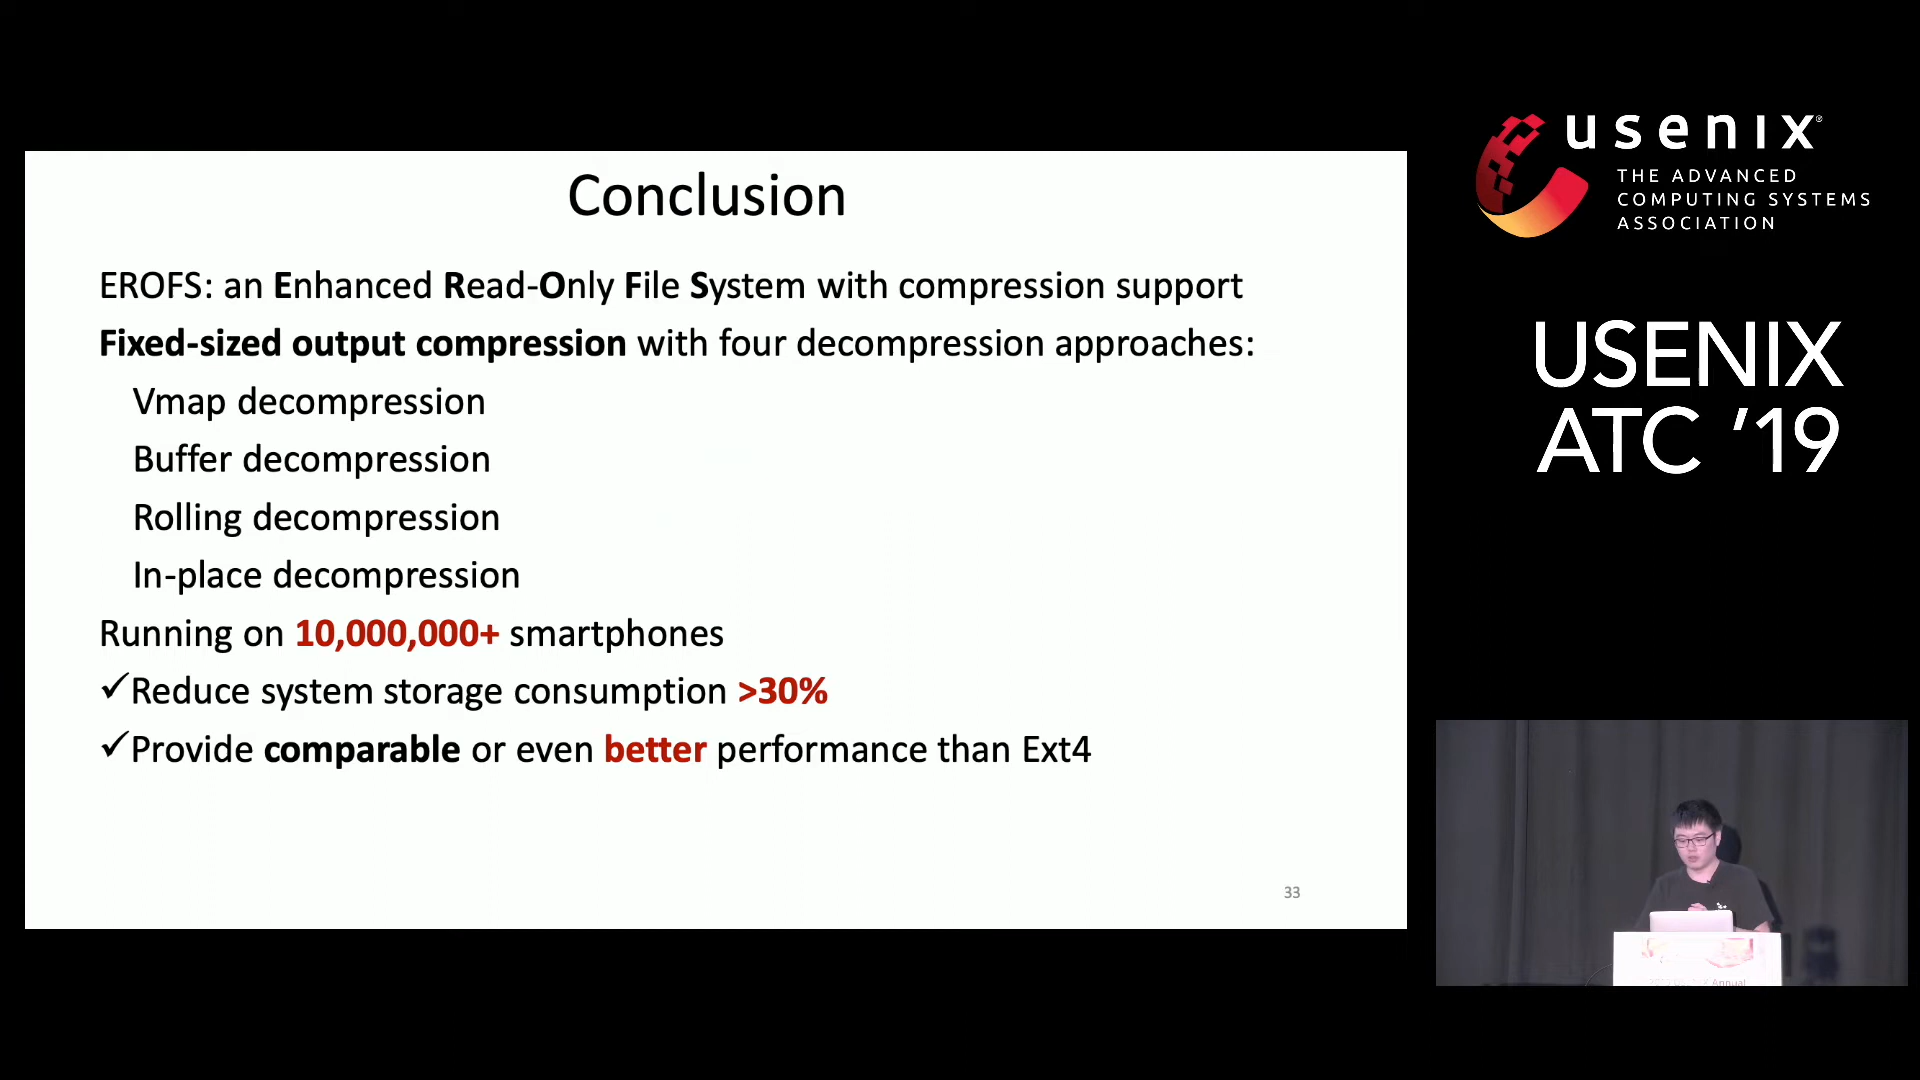 Conclusion
EROFS: an Enhanced Read-Only File System with compression support
Fixed-sized output compression with four decompression approaches:
Vmap decompression
Buffer decompression
Rolling decompression
In-place decompression
Running on 10,000,000+ smartphones
✓Reduce system storage consumption >30%
✓Provide comparable or even better performance than Ext4
33
usenix®
THE ADVANCED
COMPUTING SYSTEMS
ASSOCIATION
USENIX
ATC ’19
Annual